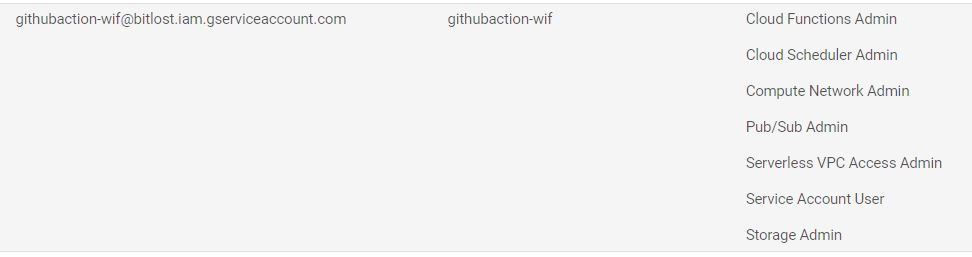 githubaction-wif@bitlost.iam.gserviceaccount.com githubaction-wif Cloud Functions Admin
Cloud Scheduler Admin
Compute Network Admin
Pub/Sub Admin
Serverless VPC Access Admin
Service Account User
Storage Admin